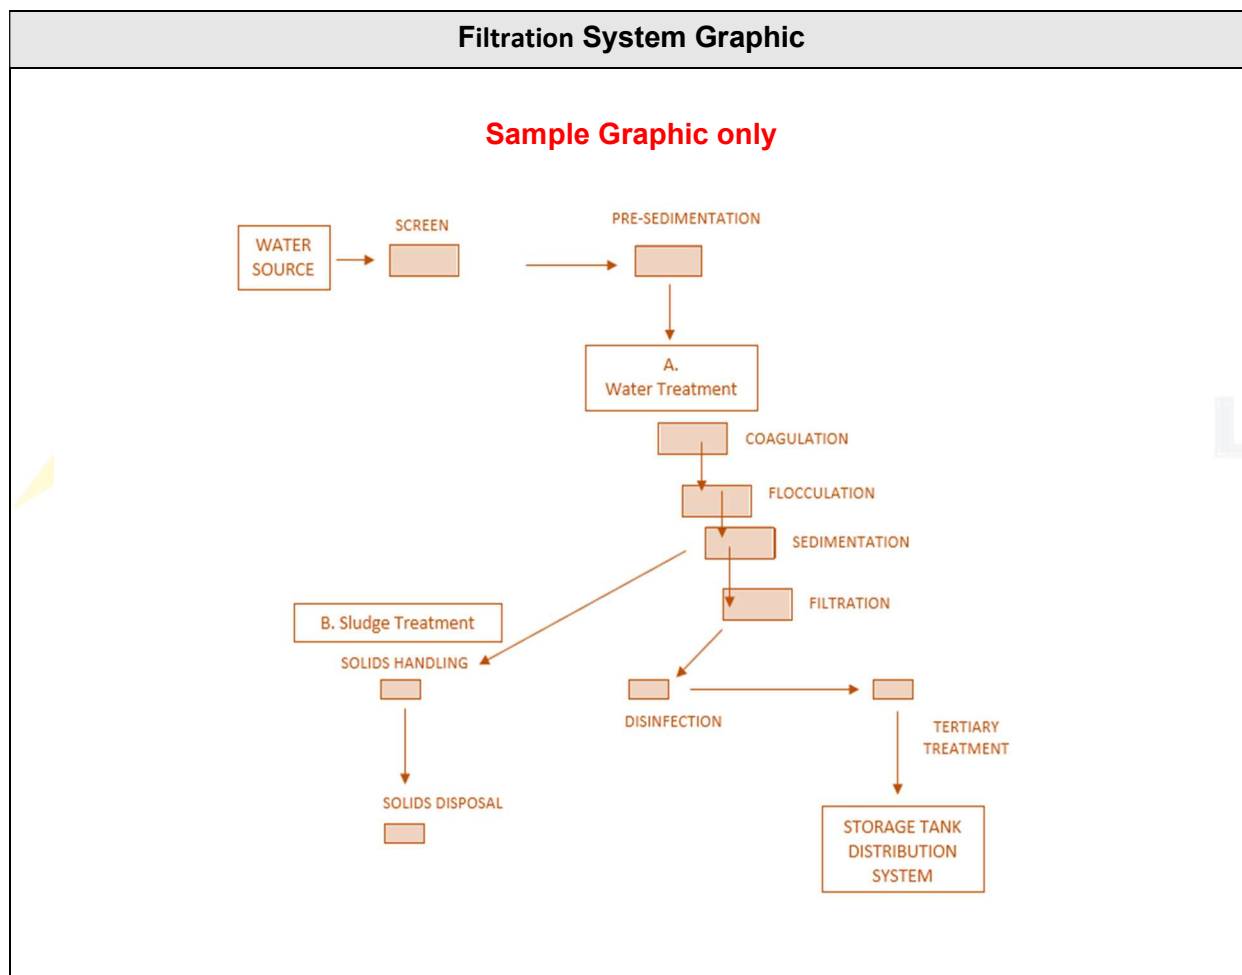 Filtration System Graphic
Sample Graphic only
SCREEN
PRE-SEDIMENTATION
WATER
SOURCE
A.
Water Treatment
COAGULATION
FLOCCULATION
SEDIMENTATION
FILTRATION
B. Sludge Treatment
SOLIDS HANDLING
DISINFECTION
TERTIARY
TREATMENT
SOLIDS DISPOSAL
STORAGE TANK
DISTRIBUTION
SYSTEM
L